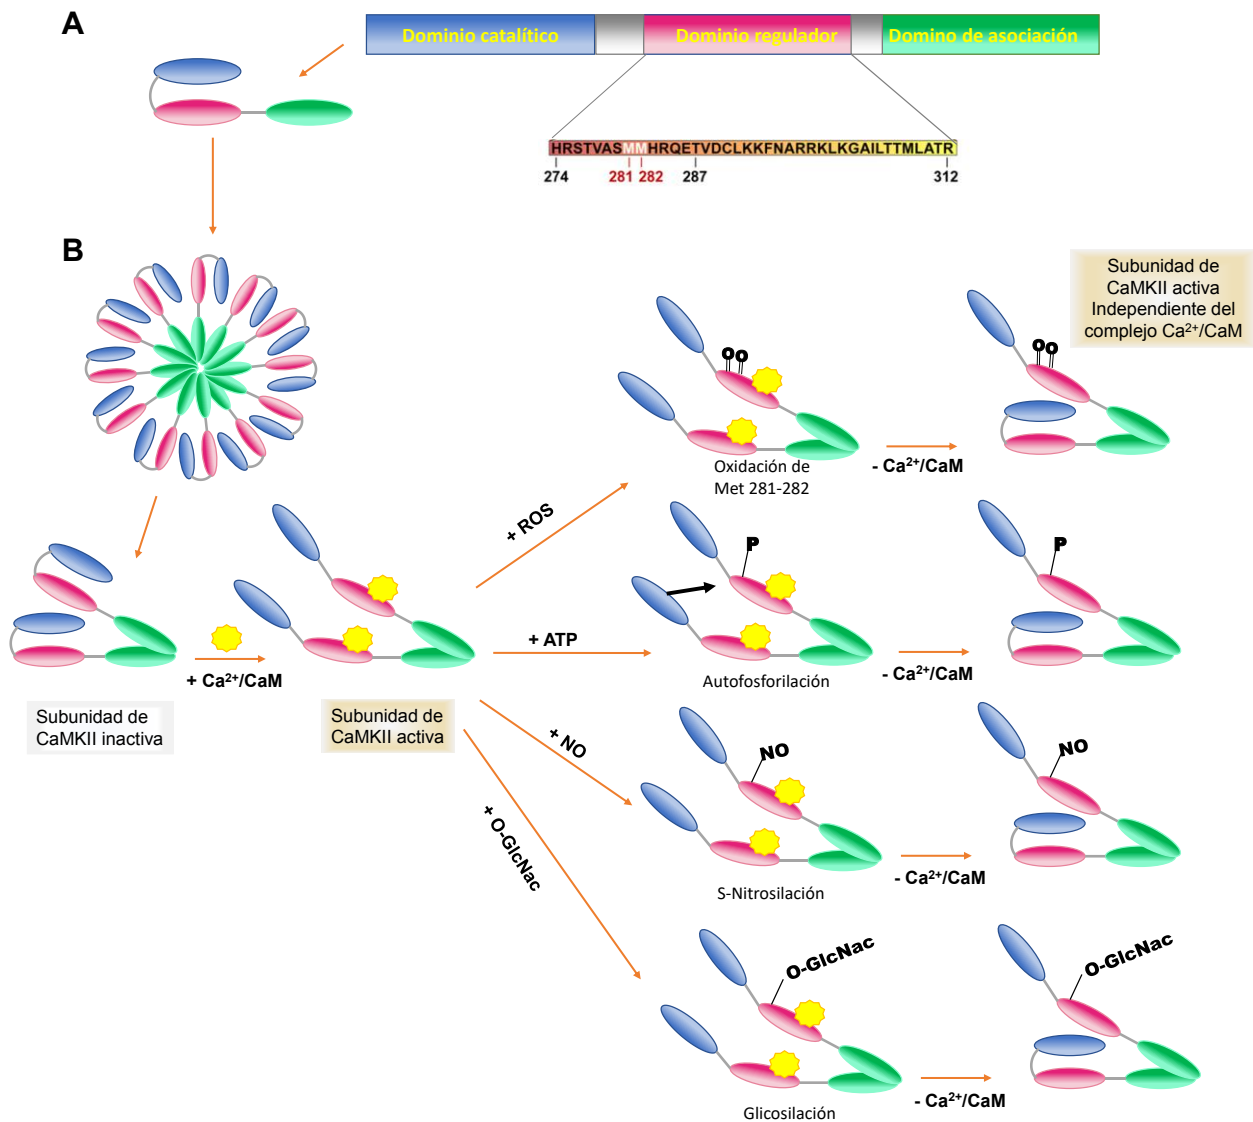 A
Dominio catalítico
Dominio regulador
Domino de asociación
HRSTVASMMHRQETVDCLKKFNARRKLKGAILTTMLATR
274
281
282
287
312
B
Subunidad de
CaMKII activa
Independiente del
complejo Ca²⁺/CaM
O
O
O
O
Oxidación de
Met 281-282
- Ca²⁺/CaM
+ ROS
P
P
+ ATP
Autofosforilación
- Ca²⁺/CaM
+ Ca²⁺/CaM
Subunidad de
CaMKII inactiva
Subunidad de
CaMKII activa
+ NO
NO
NO
S-Nitrosilación
- Ca²⁺/CaM
+ O-GlcNac
O-GlcNac
O-GlcNac
Glicosilación
- Ca²⁺/CaM